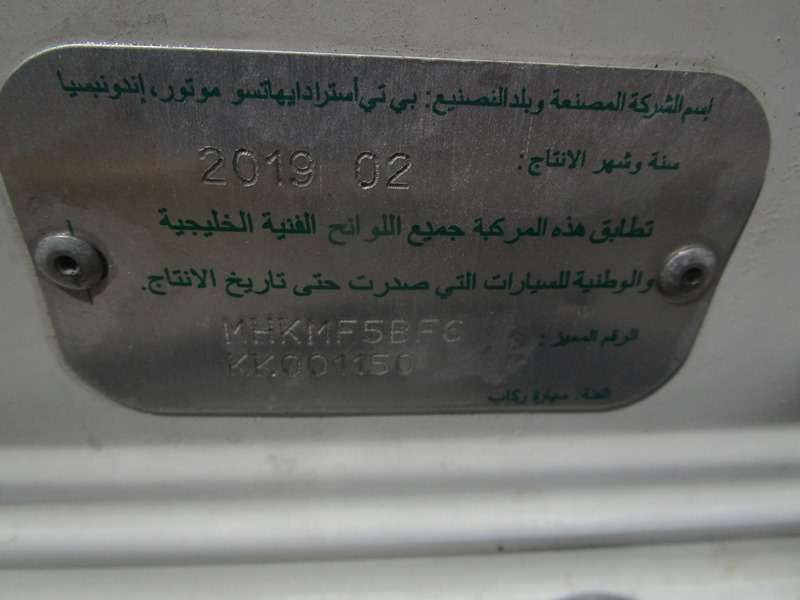 إسم الشركة المصنعة وبلد التصنيع: بي تي أسترا دايهاتسو موتور، إندونيسيا
سنة وشهر الانتاج: 2019 02
تطابق هذه المركبة جميع اللوائح الفنية الخليجية
والوطنية للسيارات التي صدرت حتى تاريخ الانتاج.
الرقم المميز: MHKMF5BF6
KK001150
الفئة: سيارة ركاب